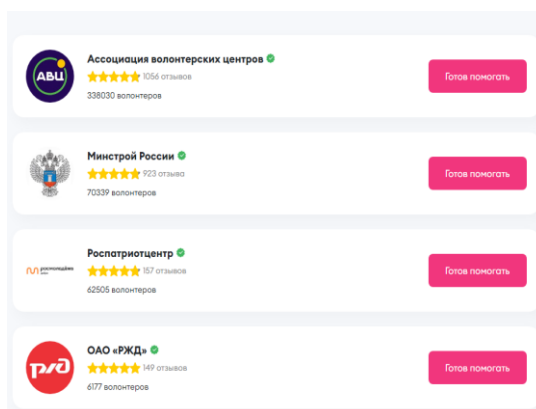 АВЦ
Ассоциация волонтерских центров
1056 отзывов
338030 волонтеров
Готов помогать
Минстрой России
923 отзыва
70339 волонтеров
Готов помогать
росмолодёжь
Роспатриотцентр
157 отзывов
62505 волонтеров
Готов помогать
ржд
ОАО «РЖД»
149 отзывов
6177 волонтеров
Готов помогать